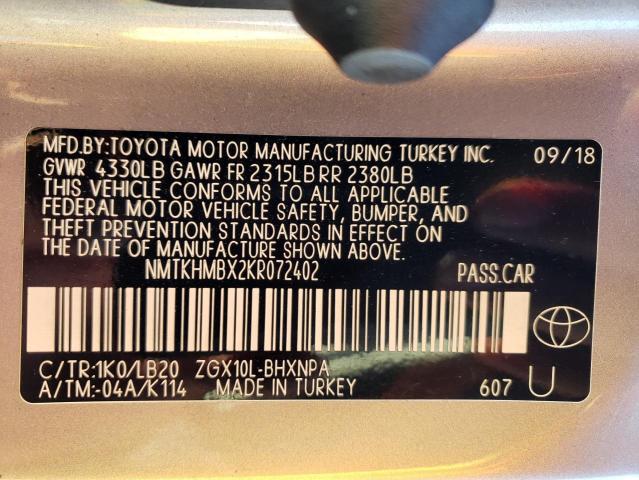 MFD.BY:TOYOTA MOTOR MANUFACTURING TURKEY INC. 09/18
GVWR 4330LB GAWR FR 2315LB RR 2380LB
THIS VEHICLE CONFORMS TO ALL APPLICABLE
FEDERAL MOTOR VEHICLE SAFETY, BUMPER, AND
THEFT PREVENTION STANDARDS IN EFFECT ON
THE DATE OF MANUFACTURE SHOWN ABOVE.
NMTKHMBX2KR072402 PASS.CAR
C/TR:1K0/LB20 ZGX10L-BHXNPA
A/TM:-04A/K114 MADE IN TURKEY 607 U